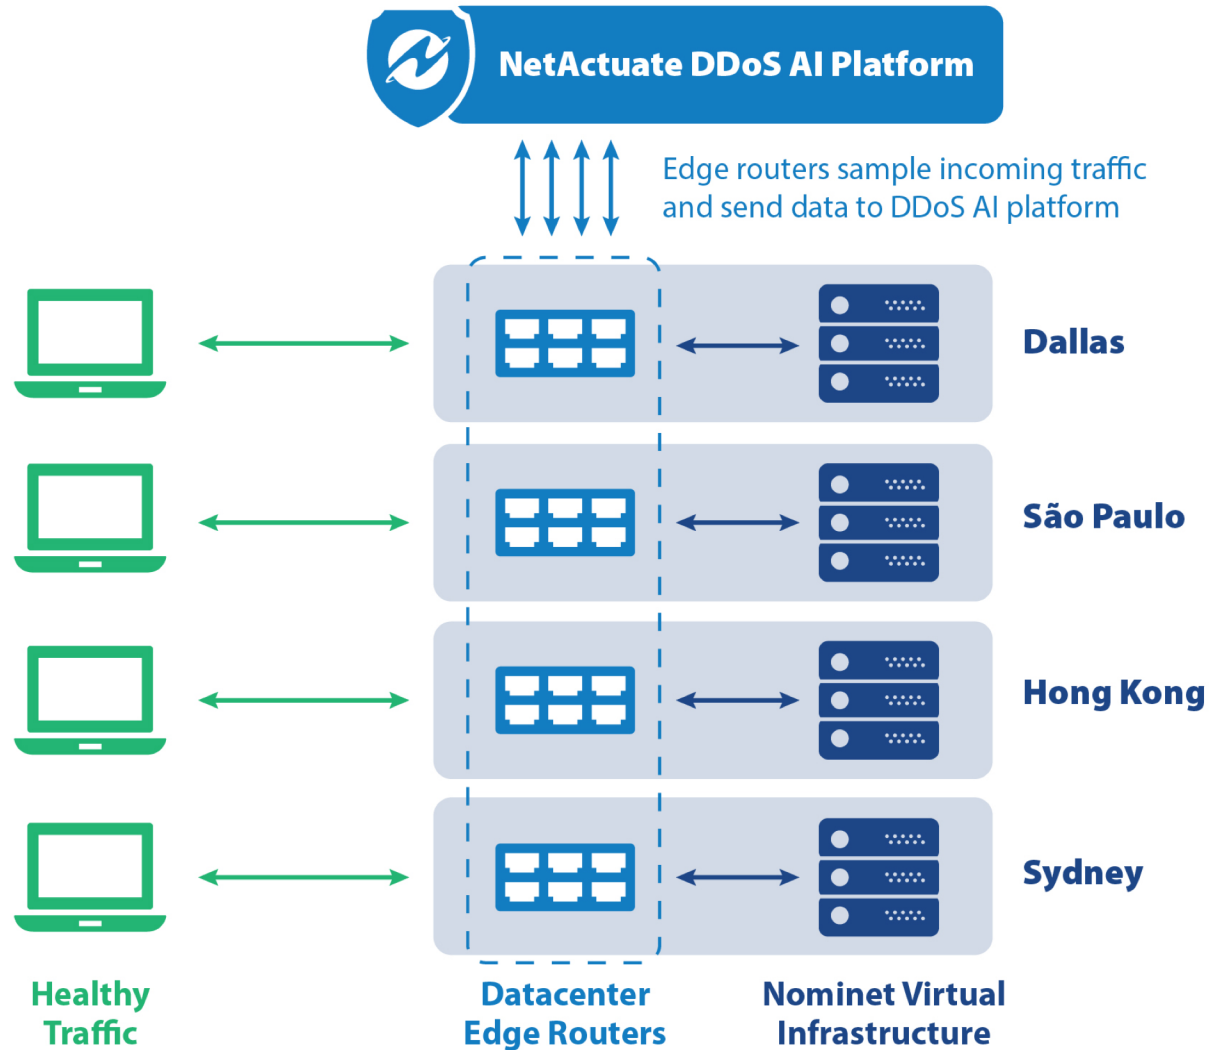 NetActuate DDoS AI Platform
Edge routers sample incoming traffic
and send data to DDoS AI platform
Dallas
São Paulo
Hong Kong
Sydney
Healthy
Traffic
Datacenter
Edge Routers
Nominet Virtual
Infrastructure